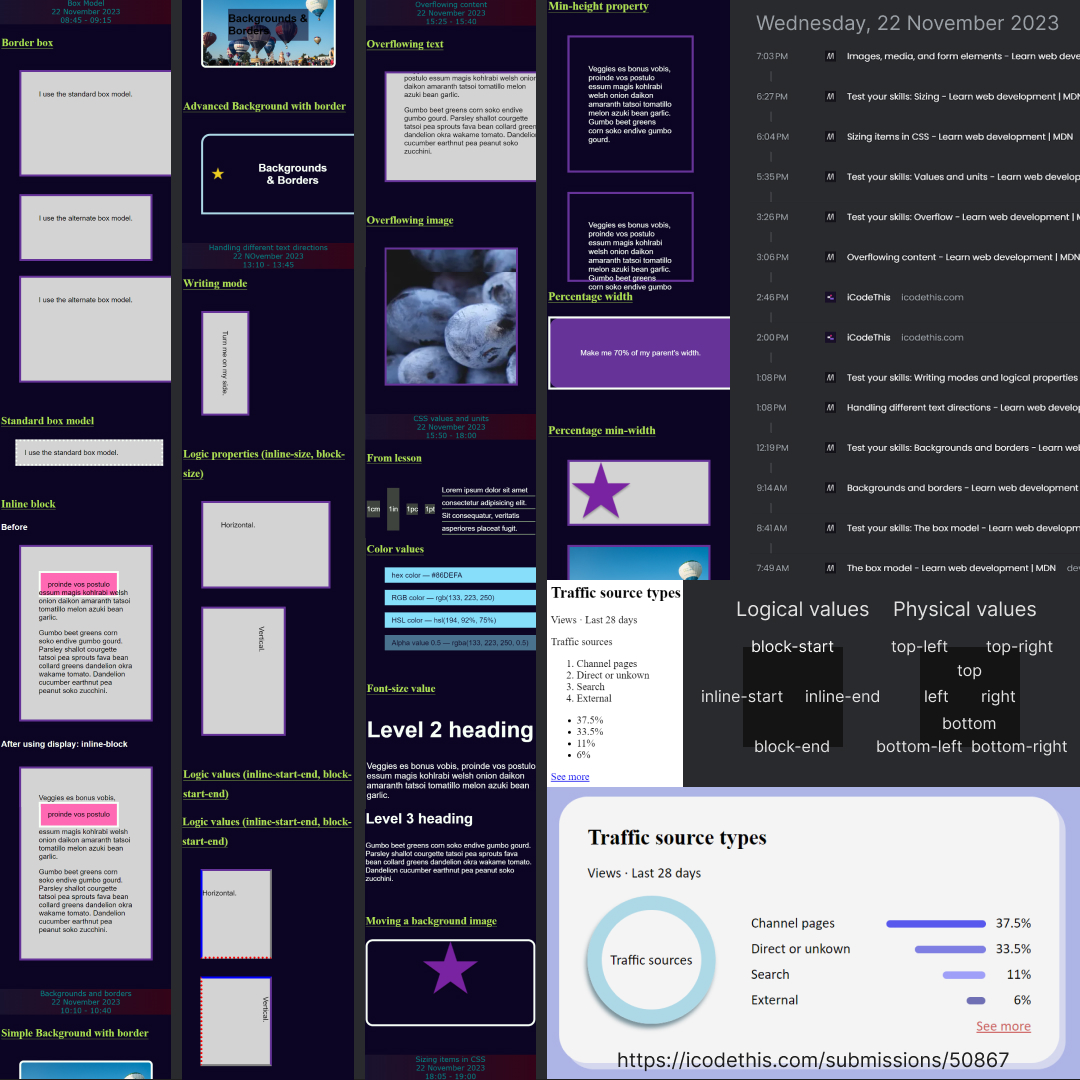 Box Model
22 November 2023
08:45 - 09:15
Border box
I use the standard box model.
I use the alternate box model.
I use the alternate box model.
Standard box model
I use the standard box model.
Inline block
Before
proinde vos postulo
essum magis kohlrabi welsh
onion daikon amaranth tatsoi
tomatillo melon azuki bean
garlic.
Gumbo beet greens corn
soko endive gumbo gourd.
Parsley shallot courgette
tatsoi pea sprouts fava bean
collard greens dandelion okra
wakame tomato. Dandelion
cucumber earthnut pea
peanut soko zucchini.
After using display: inline-block
Veggies es bonus vobis,
proinde vos postulo
essum magis kohlrabi welsh
onion daikon amaranth tatsoi
tomatillo melon azuki bean
garlic.
Gumbo beet greens corn
soko endive gumbo gourd.
Parsley shallot courgette
tatsoi pea sprouts fava bean
collard greens dandelion okra
wakame tomato. Dandelion
cucumber earthnut pea
peanut soko zucchini.
Backgrounds and borders
22 November 2023
10:10 - 10:40
Simple Background with border
Backgrounds &
Borders
Advanced Background with border
Backgrounds
& Borders
Handling different text directions
22 NOvember 2023
13:10 - 13:45
Writing mode
Turn me on my side.
Logic properties (inline-size, block-
size)
Horizontal.
Vertical.
Logic values (inline-start-end, block-
start-end)
Logic values (inline-start-end, block-
start-end)
Horizontal.
Vertical.
Overflowing content
22 November 2023
15:25 - 15:40
Overflowing text
postulo essum magis kohlrabi welsh onion
daikon amaranth tatsoi tomatillo melon
azuki bean garlic.
Gumbo beet greens corn soko endive
gumbo gourd. Parsley shallot courgette
tatsoi pea sprouts fava bean collard greens
dandelion okra wakame tomato. Dandelion
cucumber earthnut pea peanut soko
zucchini.
Overflowing image
CSS values and units
22 November 2023
15:50 - 18:00
From lesson
1cm
1in
1pc
1pt
Lorem ipsum dolor sit amet
consectetur adipisicing elit.
Sit consequatur, veritatis
asperiores placeat fugit.
Color values
hex color — #86DEFA
RGB color — rgb(133, 223, 250)
HSL color — hsl(194, 92%, 75%)
Alpha value 0.5 — rgba(133, 223, 250, 0.5)
Font-size value
Level 2 heading
Veggies es bonus vobis, proinde vos postulo
essum magis kohlrabi welsh onion daikon
amaranth tatsoi tomatillo melon azuki bean
garlic.
Level 3 heading
Gumbo beet greens corn soko endive gumbo gourd.
Parsley shallot courgette tatsoi pea sprouts fava
bean collard greens dandelion okra wakame tomato.
Dandelion cucumber earthnut pea peanut soko
zucchini.
Moving a background image
Sizing items in CSS
22 November 2023
18:05 - 19:00
Min-height property
Veggies es bonus vobis,
proinde vos postulo
essum magis kohlrabi
welsh onion daikon
amaranth tatsoi tomatillo
melon azuki bean garlic.
Gumbo beet greens
corn soko endive gumbo
gourd.
Veggies es bonus vobis,
proinde vos postulo
essum magis kohlrabi
welsh onion daikon
amaranth tatsoi tomatillo
melon azuki bean garlic.
Gumbo beet greens
corn soko endive gumbo
Percentage width
Make me 70% of my parent's width.
Percentage min-width
Wednesday, 22 November 2023
7:03 PM Images, media, and form elements - Learn web deve
6:27 PM Test your skills: Sizing - Learn web development | MDN
6:04 PM Sizing items in CSS - Learn web development | MDN
5:35 PM Test your skills: Values and units - Learn web development
3:26 PM Test your skills: Overflow - Learn web development | M
3:06 PM Overflowing content - Learn web development | MDN
2:46 PM iCodeThis icodethis.com
2:00 PM iCodeThis icodethis.com
1:08 PM Test your skills: Writing modes and logical properties
1:08 PM Handling different text directions - Learn web develop
12:19 PM Test your skills: Backgrounds and borders - Learn wel
9:14 AM Backgrounds and borders - Learn web development
8:41 AM Test your skills: The box model - Learn web developm
7:49 AM The box model - Learn web development | MDN dev
Traffic source types
Views · Last 28 days
Traffic sources
1. Channel pages
2. Direct or unkown
3. Search
4. External
• 37.5%
• 33.5%
• 11%
• 6%
See more
Logical values
block-start
inline-start inline-end
block-end
Physical values
top-left top-right
top
left right
bottom
bottom-left bottom-right
Traffic source types
Views · Last 28 days
Traffic sources
Channel pages 37.5%
Direct or unkown 33.5%
Search 11%
External 6%
See more
https://icodethis.com/submissions/50867